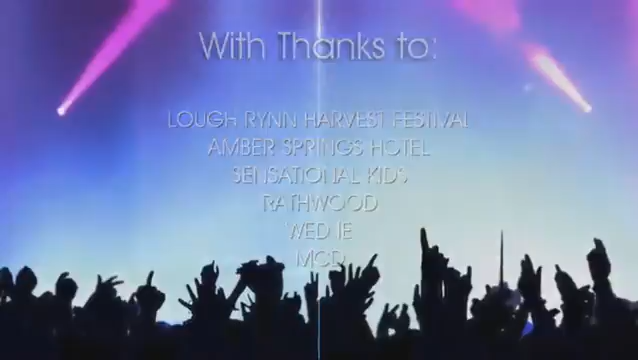 With Thanks to:
LOUGH RYNN HARVEST FESTIVAL
AMBER SPRINGS HOTEL
SENSATIONAL KIDS
RATHWOOD
WED IE
MCD